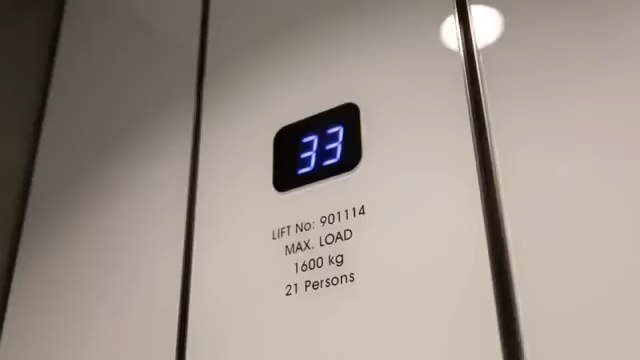 33
LIFT No: 901114
MAX. LOAD
1600 kg
21 Persons